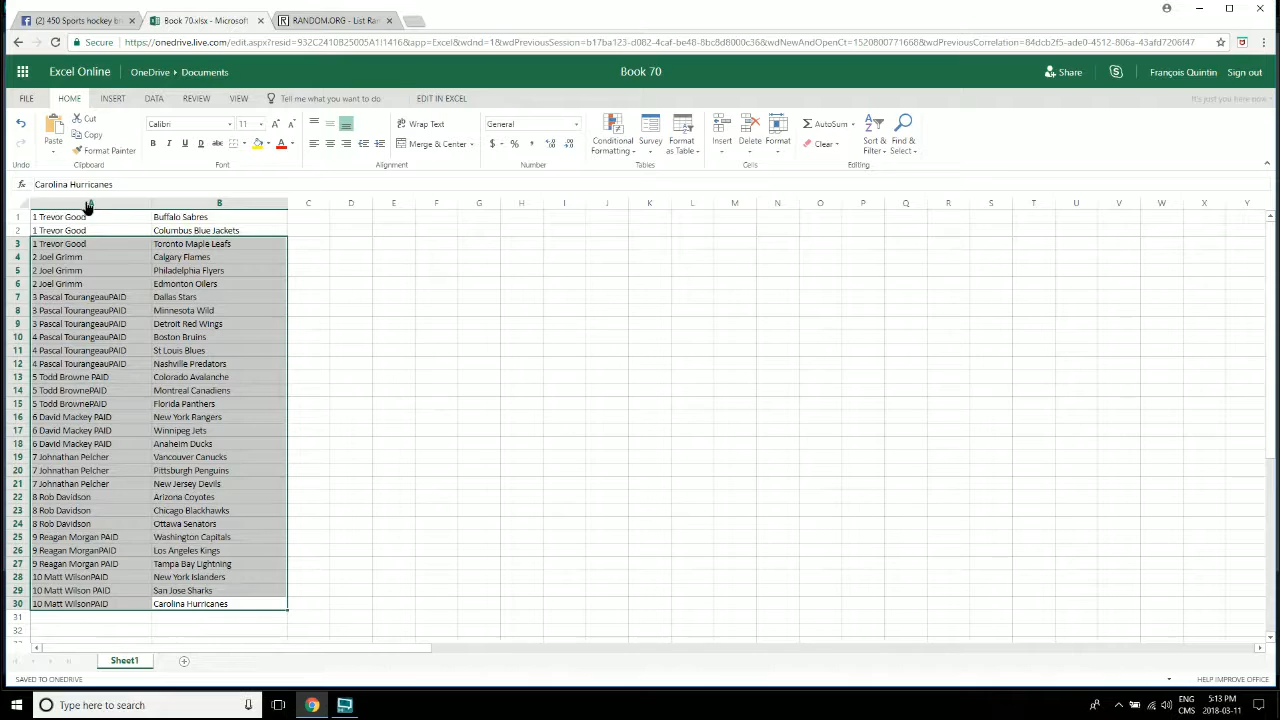 (2) 450 Sports hockey br
Book 70.xlsx - Microsoft
RANDOM.ORG - List Ran
Secure
https://onedrive.live.com/edit.aspx?resid=932C2410B25005A1!1416&app=Excel&wdnd=1&wdPreviousSession=b17ba123-d082-4caf-be48-8bc8d8000c36&wdNewAndOpenCt=1520800771668&wdPreviousCorrelation=84dcb2f5-ade0-4512-806a-43afd7206f47
Excel Online OneDrive ▸ Documents Book 70 Share François Quintin Sign out
FILE HOME INSERT DATA REVIEW VIEW Tell me what you want to do EDIT IN EXCEL It's just you here now
Undo
Paste Cut Copy Format Painter
Clipboard
Calibri 11
B I U D
Font
Wrap Text
Merge & Center
Alignment
General
$ %
Number
Conditional Formatting
Survey
Format as Table
Tables
Insert Delete Format
Cells
AutoSum
Clear
Sort & Filter
Find & Select
Editing
fx Carolina Hurricanes
A B C D E F G H I J K L M N O P Q R S T U V W X Y
1 1 Trevor Good Buffalo Sabres
2 1 Trevor Good Columbus Blue Jackets
3 1 Trevor Good Toronto Maple Leafs
4 2 Joel Grimm Calgary Flames
5 2 Joel Grimm Philadelphia Flyers
6 2 Joel Grimm Edmonton Oilers
7 3 Pascal TourangeauPAID Dallas Stars
8 3 Pascal TourangeauPAID Minnesota Wild
9 3 Pascal TourangeauPAID Detroit Red Wings
10 4 Pascal TourangeauPAID Boston Bruins
11 4 Pascal TourangeauPAID St Louis Blues
12 4 Pascal TourangeauPAID Nashville Predators
13 5 Todd Browne PAID Colorado Avalanche
14 5 Todd BrownePAID Montreal Canadiens
15 5 Todd BrownePAID Florida Panthers
16 6 David Mackey PAID New York Rangers
17 6 David Mackey PAID Winnipeg Jets
18 6 David Mackey PAID Anaheim Ducks
19 7 Johnathan Pelcher Vancouver Canucks
20 7 Johnathan Pelcher Pittsburgh Penguins
21 7 Johnathan Pelcher New Jersey Devils
22 8 Rob Davidson Arizona Coyotes
23 8 Rob Davidson Chicago Blackhawks
24 8 Rob Davidson Ottawa Senators
25 9 Reagan Morgan PAID Washington Capitals
26 9 Reagan MorganPAID Los Angeles Kings
27 9 Reagan Morgan PAID Tampa Bay Lightning
28 10 Matt WilsonPAID New York Islanders
29 10 Matt Wilson PAID San Jose Sharks
30 10 Matt WilsonPAID Carolina Hurricanes
31
32
Sheet1
SAVED TO ONEDRIVE HELP IMPROVE OFFICE
Type here to search
ENG 5:13 PM
CMS 2018-03-11